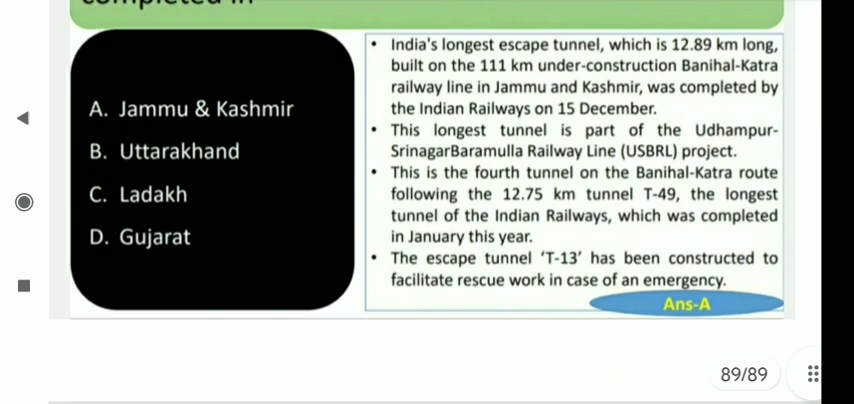 completed in
A. Jammu & Kashmir
B. Uttarakhand
C. Ladakh
D. Gujarat
• India's longest escape tunnel, which is 12.89 km long,
built on the 111 km under-construction Banihal-Katra
railway line in Jammu and Kashmir, was completed by
the Indian Railways on 15 December.
• This longest tunnel is part of the Udhampur-
SrinagarBaramulla Railway Line (USBRL) project.
• This is the fourth tunnel on the Banihal-Katra route
following the 12.75 km tunnel T-49, the longest
tunnel of the Indian Railways, which was completed
in January this year.
• The escape tunnel ‘T-13’ has been constructed to
facilitate rescue work in case of an emergency.
Ans-A
89/89